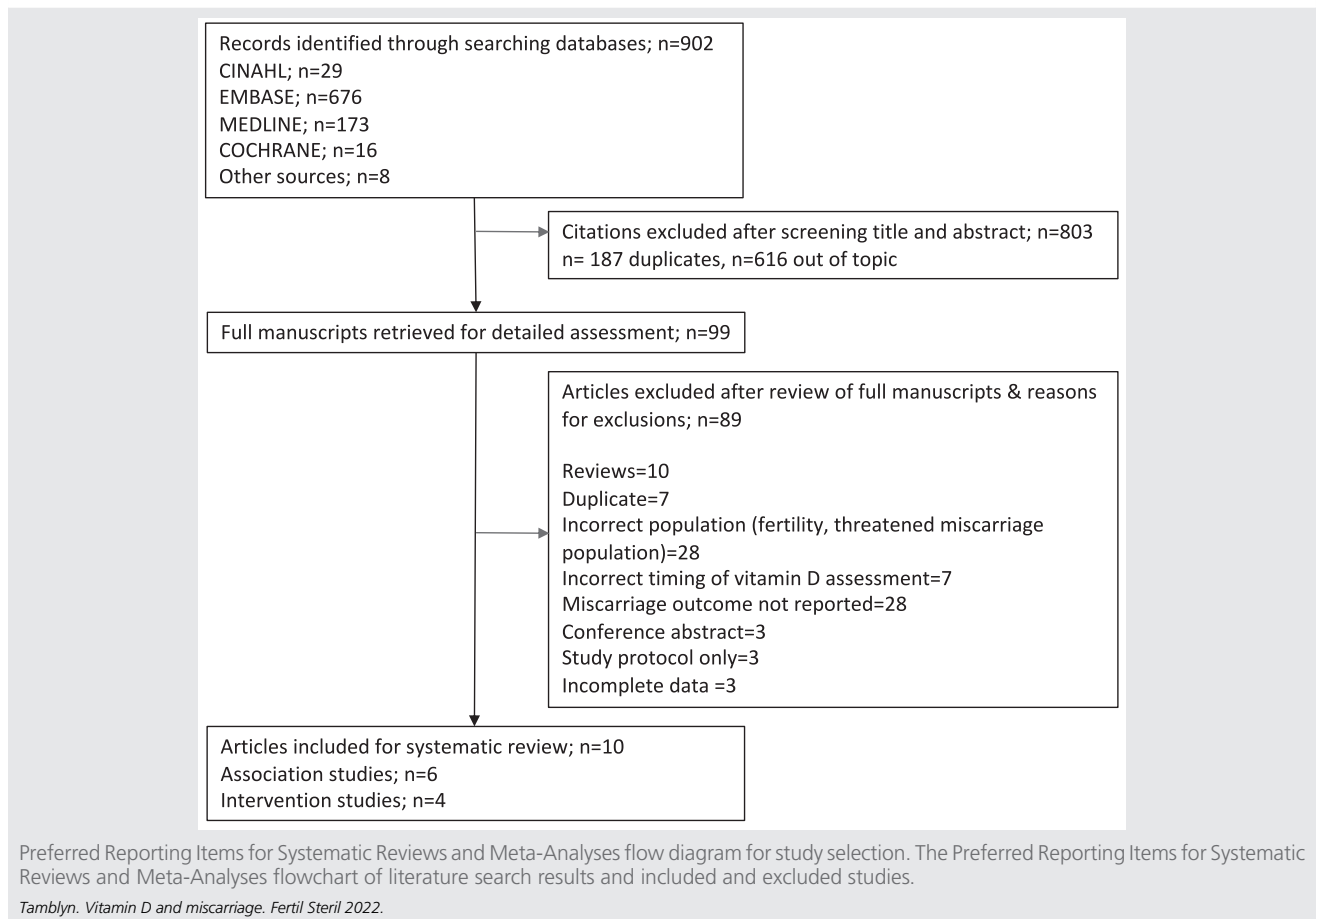 Records identified through searching databases; n=902
CINAHL; n=29
EMBASE; n=676
MEDLINE; n=173
COCHRANE; n=16
Other sources; n=8
Citations excluded after screening title and abstract; n=803
n= 187 duplicates, n=616 out of topic
Full manuscripts retrieved for detailed assessment; n=99
Articles excluded after review of full manuscripts & reasons
for exclusions; n=89
Reviews=10
Duplicate=7
Incorrect population (fertility, threatened miscarriage
population)=28
Incorrect timing of vitamin D assessment=7
Miscarriage outcome not reported=28
Conference abstract=3
Study protocol only=3
Incomplete data =3
Articles included for systematic review; n=10
Association studies; n=6
Intervention studies; n=4
Preferred Reporting Items for Systematic Reviews and Meta-Analyses flow diagram for study selection. The Preferred Reporting Items for Systematic
Reviews and Meta-Analyses flowchart of literature search results and included and excluded studies.
Tamblyn. Vitamin D and miscarriage. Fertil Steril 2022.